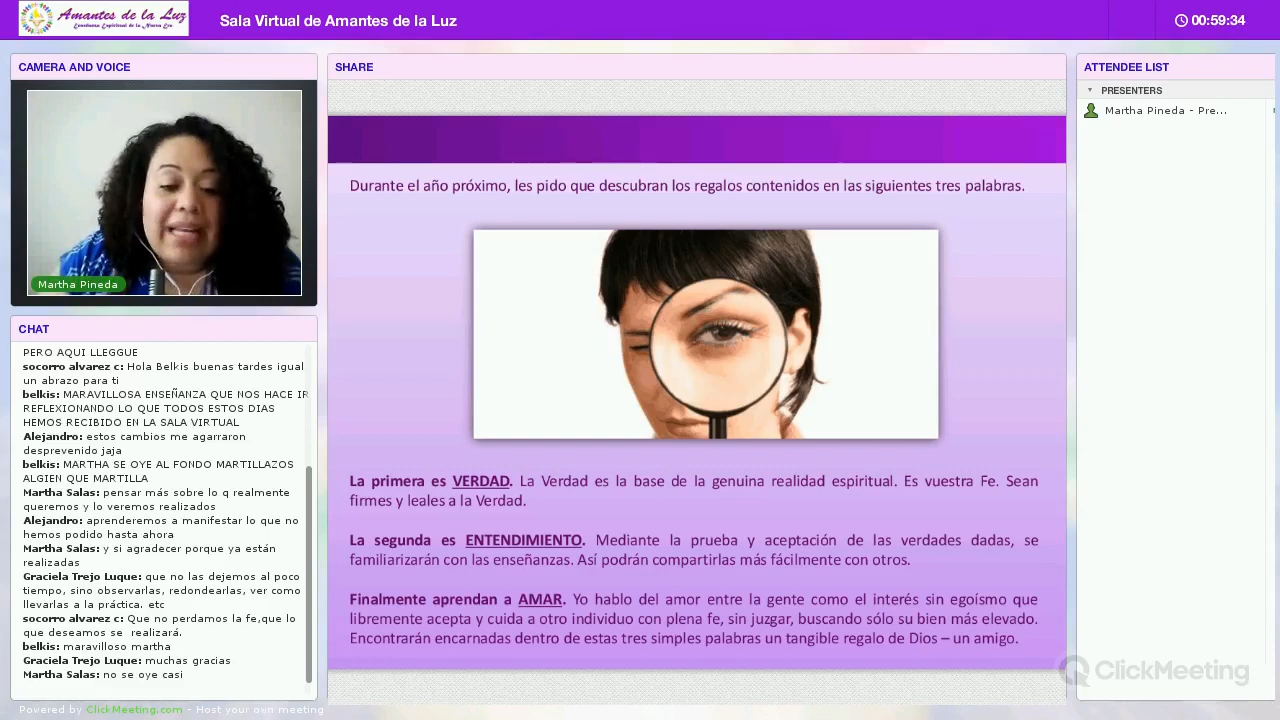 Amantes de la Luz
Enseñanza Espiritual de la Nueva Era
Sala Virtual de Amantes de la Luz
00:59:34
CAMERA AND VOICE
Martha Pineda
CHAT
PERO AQUI LLEGGUE
socorro alvarez c: Hola Belkis buenas tardes igual
un abrazo para ti
belkis: MARAVILLOSA ENSEÑANZA QUE NOS HACE IR
REFLEXIONANDO LO QUE TODOS ESTOS DIAS
HEMOS RECIBIDO EN LA SALA VIRTUAL
Alejandro: estos cambios me agarraron
desprevenido jaja
belkis: MARTHA SE OYE AL FONDO MARTILLAZOS
ALGIEN QUE MARTILLA
Martha Salas: pensar más sobre lo q realmente
queremos y lo veremos realizados
Alejandro: aprenderemos a manifestar lo que no
hemos podido hasta ahora
Martha Salas: y si agradecer porque ya están
realizadas
Graciela Trejo Luque: que no las dejemos al poco
tiempo, sino observarlas, redondearlas, ver como
llevarlas a la práctica. etc
socorro alvarez c: Que no perdamos la fe,que lo
que deseamos se realizará.
belkis: maravilloso martha
Graciela Trejo Luque: muchas gracias
Martha Salas: no se oye casi
Powered by ClickMeeting.com - Host your own meeting
SHARE
Durante el año próximo, les pido que descubran los regalos contenidos en las siguientes tres palabras.
La primera es VERDAD. La Verdad es la base de la genuina realidad espiritual. Es vuestra Fe. Sean
firmes y leales a la Verdad.
La segunda es ENTENDIMIENTO. Mediante la prueba y aceptación de las verdades dadas, se
familiarizarán con las enseñanzas. Así podrán compartirlas más fácilmente con otros.
Finalmente aprendan a AMAR. Yo hablo del amor entre la gente como el interés sin egoísmo que
libremente acepta y cuida a otro individuo con plena fe, sin juzgar, buscando sólo su bien más elevado.
Encontrarán encarnadas dentro de estas tres simples palabras un tangible regalo de Dios – un amigo.
ATTENDEE LIST
PRESENTERS
Martha Pineda - Pre...
ClickMeeting